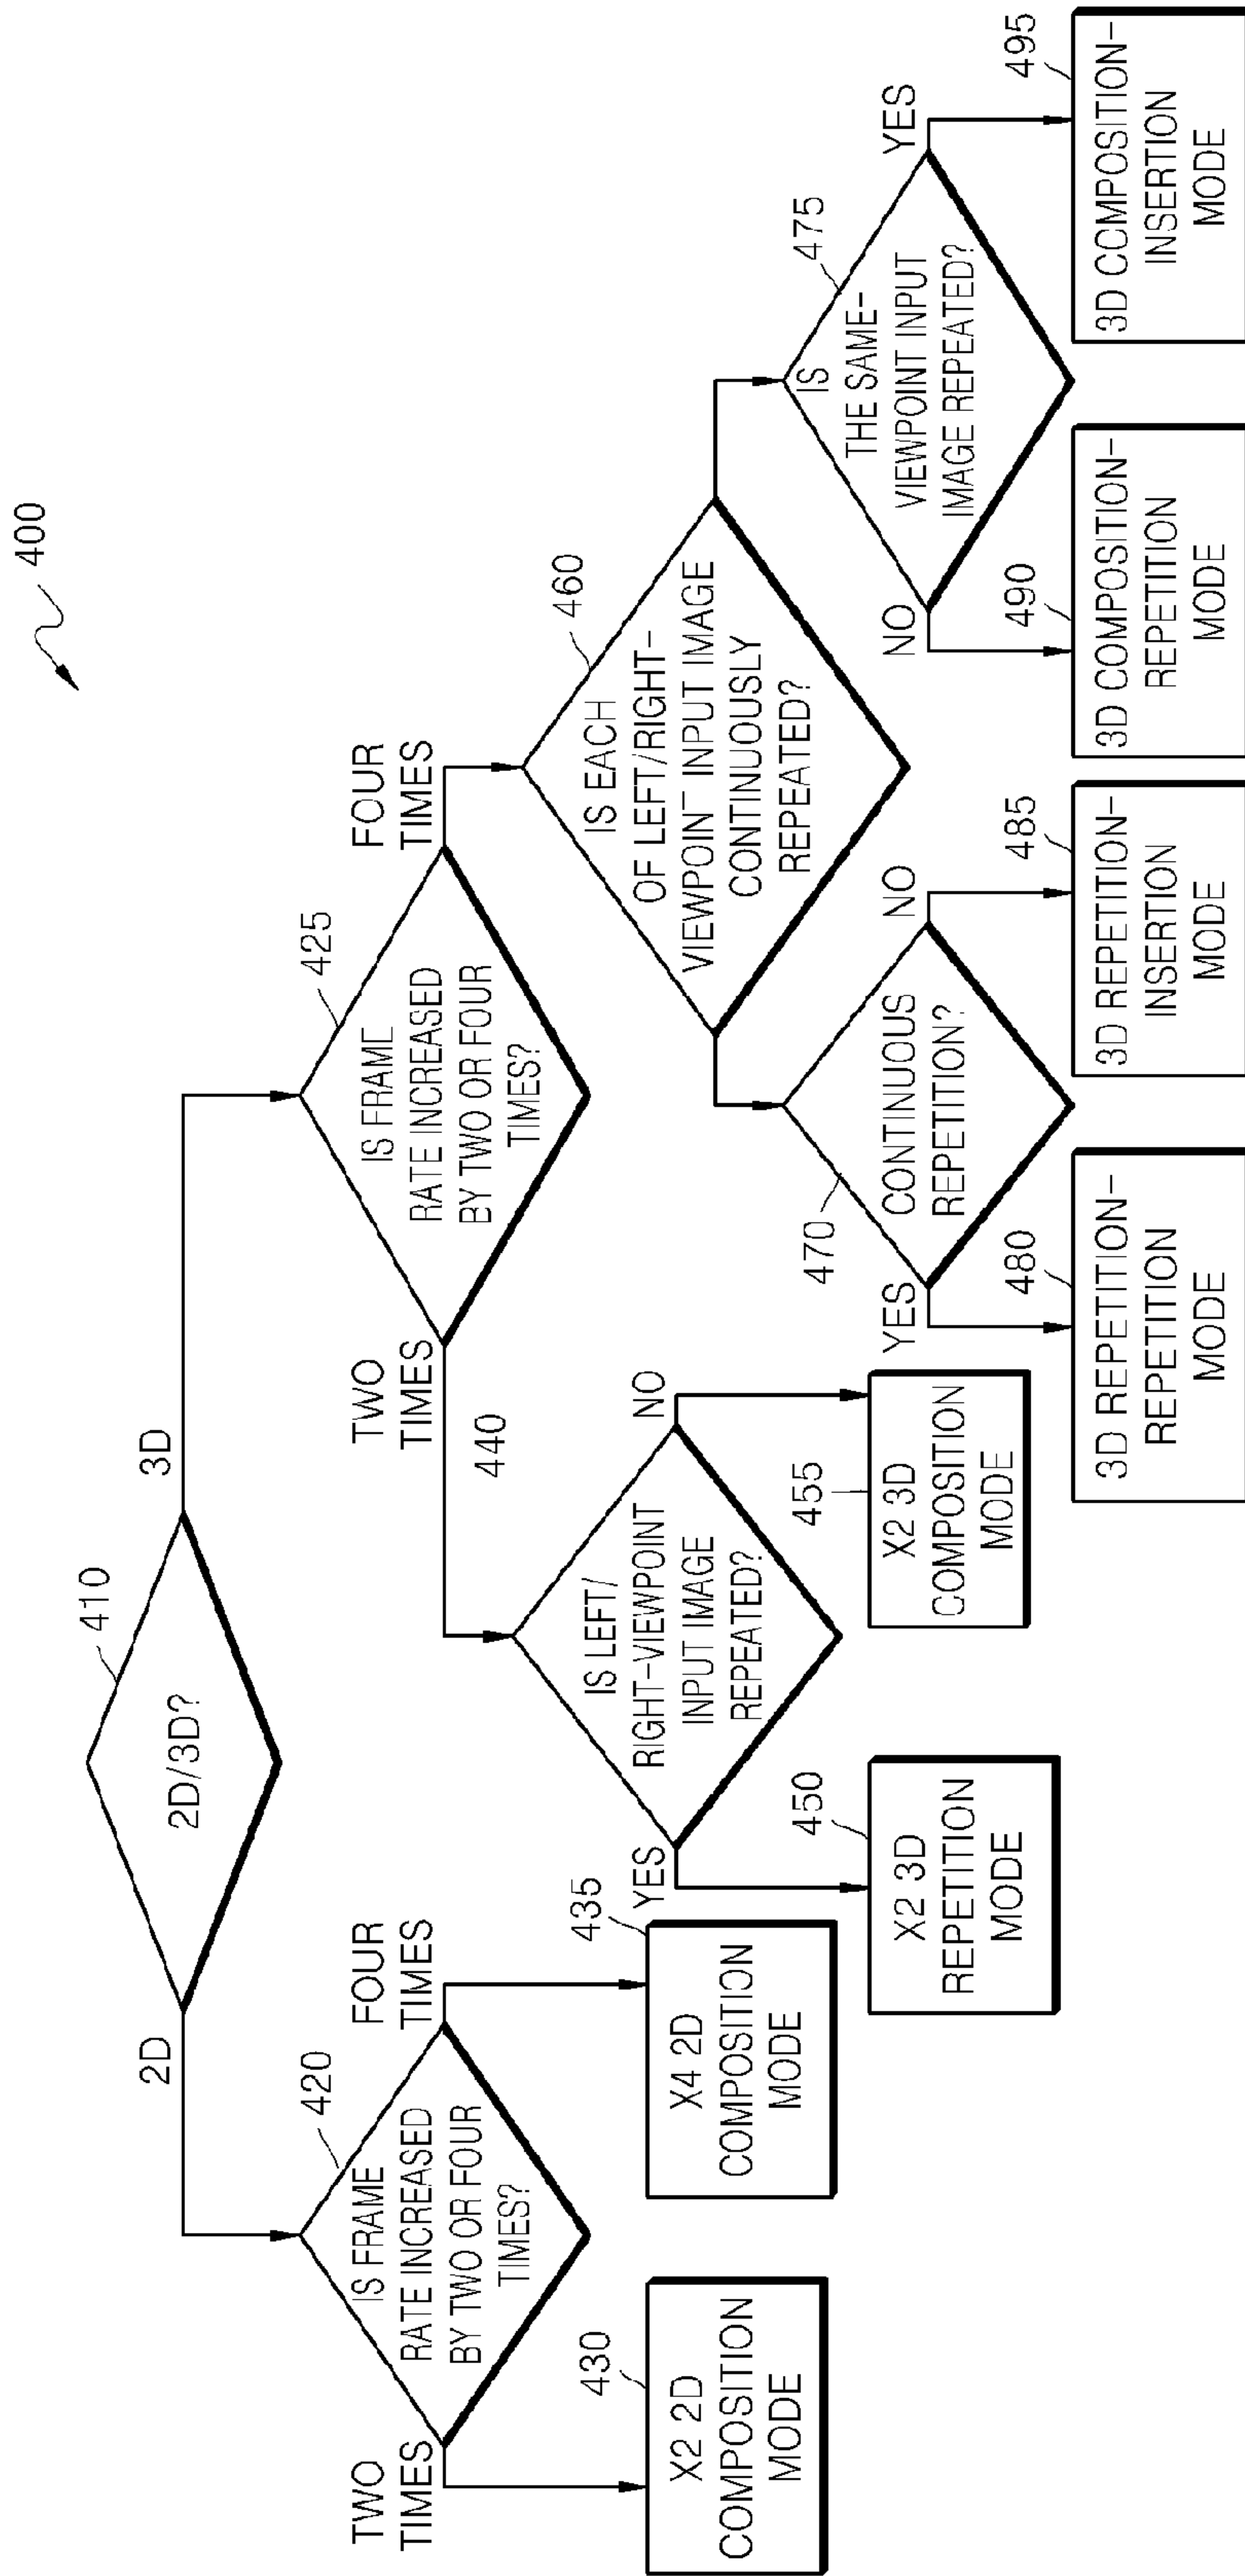 400
410
2D/3D?
2D
3D
420
IS FRAME
RATE INCREASED
BY TWO OR FOUR
TIMES?
TWO
TIMES
FOUR
TIMES
425
IS FRAME
RATE INCREASED
BY TWO OR FOUR
TIMES?
TWO
TIMES
FOUR
TIMES
430
X2 2D
COMPOSITION
MODE
435
X4 2D
COMPOSITION
MODE
440
IS LEFT/
RIGHT-VIEWPOINT
INPUT IMAGE
REPEATED?
YES
NO
460
IS EACH
OF LEFT/RIGHT-
VIEWPOINT INPUT IMAGE
CONTINUOUSLY
REPEATED?
450
X2 3D
REPETITION
MODE
455
X2 3D
COMPOSITION
MODE
470
CONTINUOUS
REPETITION?
YES
NO
475
IS
THE SAME-
VIEWPOINT INPUT
IMAGE REPEATED?
NO
YES
480
3D REPETITION-
REPETITION
MODE
485
3D REPETITION-
INSERTION
MODE
490
3D COMPOSITION-
REPETITION
MODE
495
3D COMPOSITION-
INSERTION
MODE